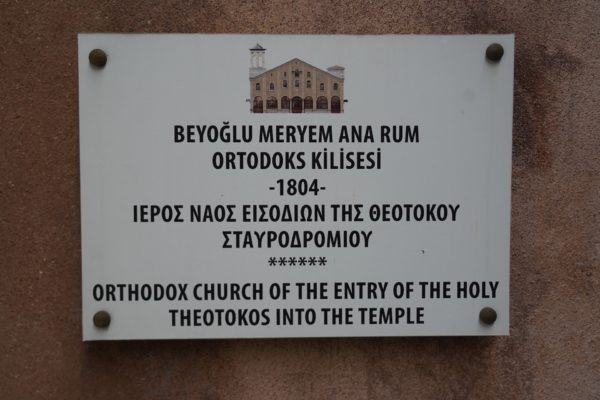 BEYOĞLU MERYEM ANA RUM
ORTODOKS KİLİSESİ
-1804-
ΙΕΡΟΣ ΝΑΟΣ ΕΙΣΟΔΙΩΝ ΤΗΣ ΘΕΟΤΟΚΟΥ
ΣΤΑΥΡΟΔΡΟΜΙΟΥ
******
ORTHODOX CHURCH OF THE ENTRY OF THE HOLY
THEOTOKOS INTO THE TEMPLE